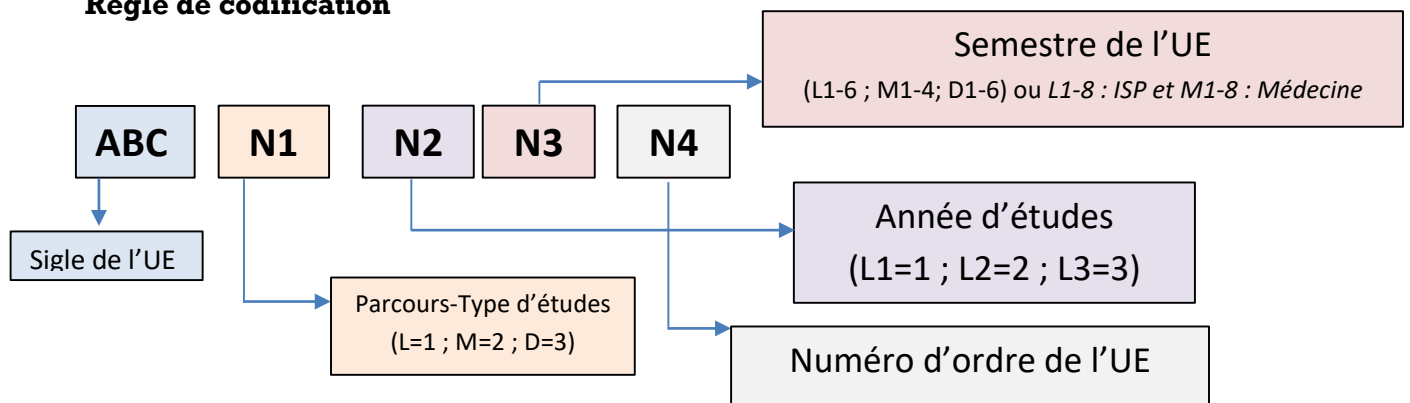 Règle de codification
Semestre de l’UE
(L1-6 ; M1-4; D1-6) ou L1-8 : ISP et M1-8 : Médecine
ABC N1 N2 N3 N4
Année d’études
(L1=1 ; L2=2 ; L3=3)
Sigle de l’UE
Parcours-Type d’études
(L=1 ; M=2 ; D=3)
Numéro d’ordre de l’UE